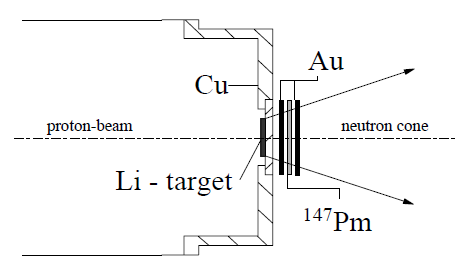 Au
Cu
proton-beam
neutron cone
Li - target
¹⁴⁷Pm